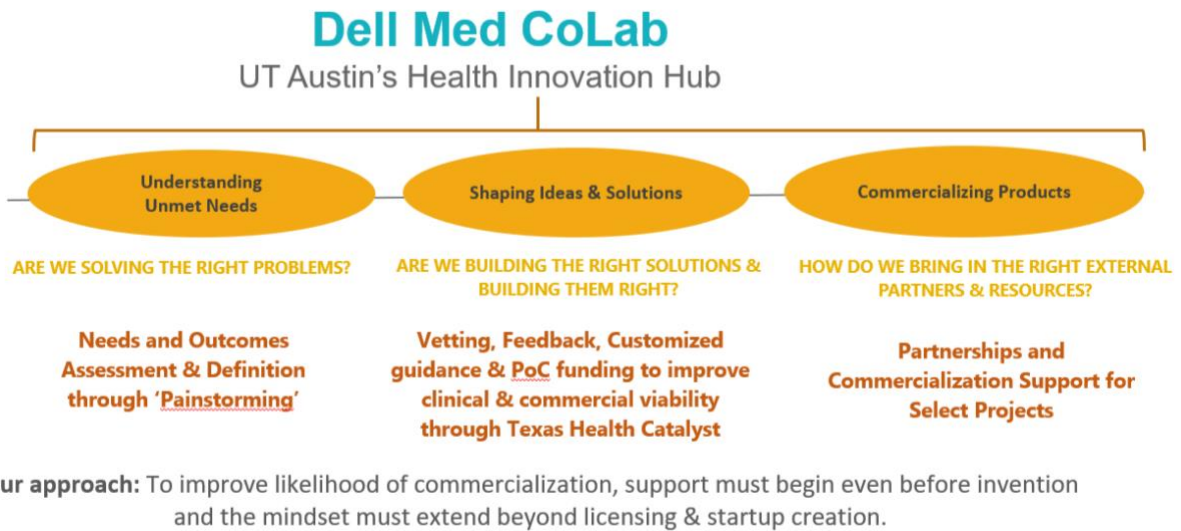 Dell Med CoLab
UT Austin's Health Innovation Hub
Understanding
Unmet Needs
Shaping Ideas & Solutions
Commercializing Products
ARE WE SOLVING THE RIGHT PROBLEMS?
ARE WE BUILDING THE RIGHT SOLUTIONS &
BUILDING THEM RIGHT?
HOW DO WE BRING IN THE RIGHT EXTERNAL
PARTNERS & RESOURCES?
Needs and Outcomes
Assessment & Definition
through ‘Painstorming’
Vetting, Feedback, Customized
guidance & PoC funding to improve
clinical & commercial viability
through Texas Health Catalyst
Partnerships and
Commercialization Support for
Select Projects
ur approach: To improve likelihood of commercialization, support must begin even before invention
and the mindset must extend beyond licensing & startup creation.